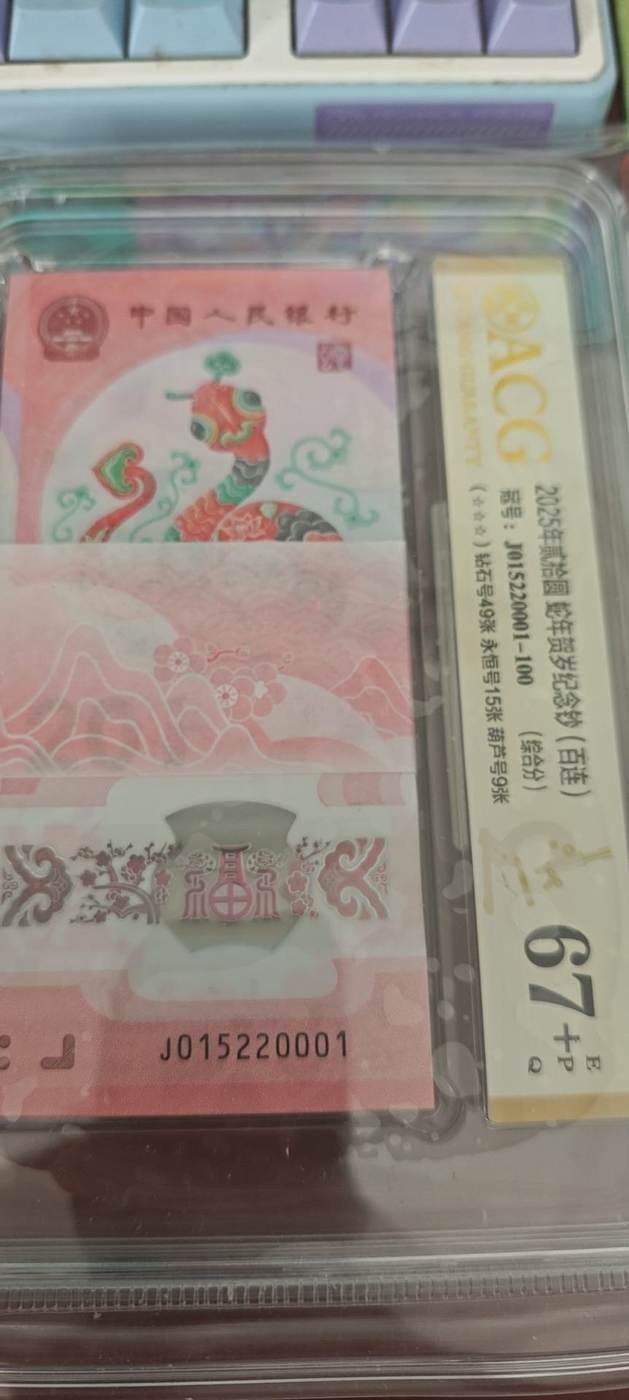 中国人民银行
J015220001
ACG
2025年贰拾圆 蛇年贺岁纪念钞（百连）
冠号：J015220001-100 （综合分）
（☆☆☆）钻石号49张 永恒号15张 葫芦号9张
67+
E
P
Q